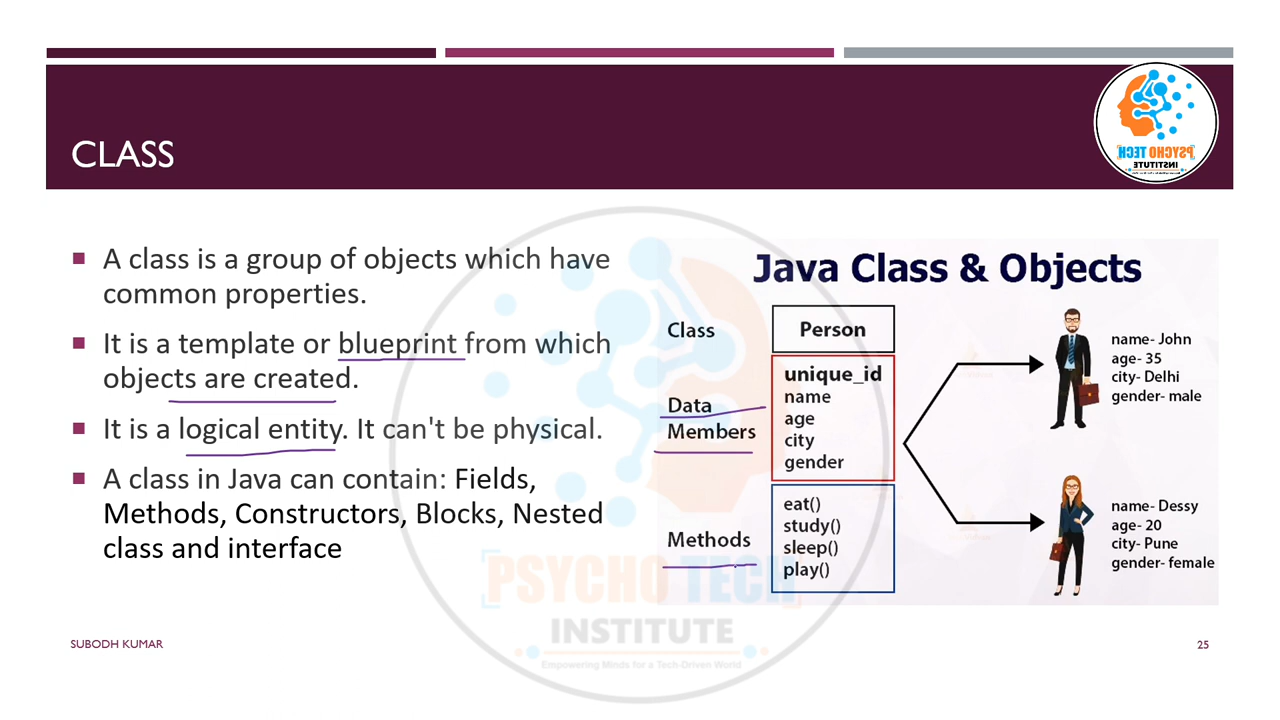 CLASS
PSYCHO TECH
INSTITUTE
A class is a group of objects which have
common properties.
It is a template or blueprint from which
objects are created.
It is a logical entity. It can't be physical.
A class in Java can contain: Fields,
Methods, Constructors, Blocks, Nested
class and interface
Java Class & Objects
Class
Person
Data
Members
unique_id
name
age
city
gender
Methods
eat()
study()
sleep()
play()
name- John
age- 35
city- Delhi
gender- male
name- Dessy
age- 20
city- Pune
gender- female
PSYCHO TECH
INSTITUTE
Empowering Minds for a Tech-Driven World
SUBODH KUMAR
25